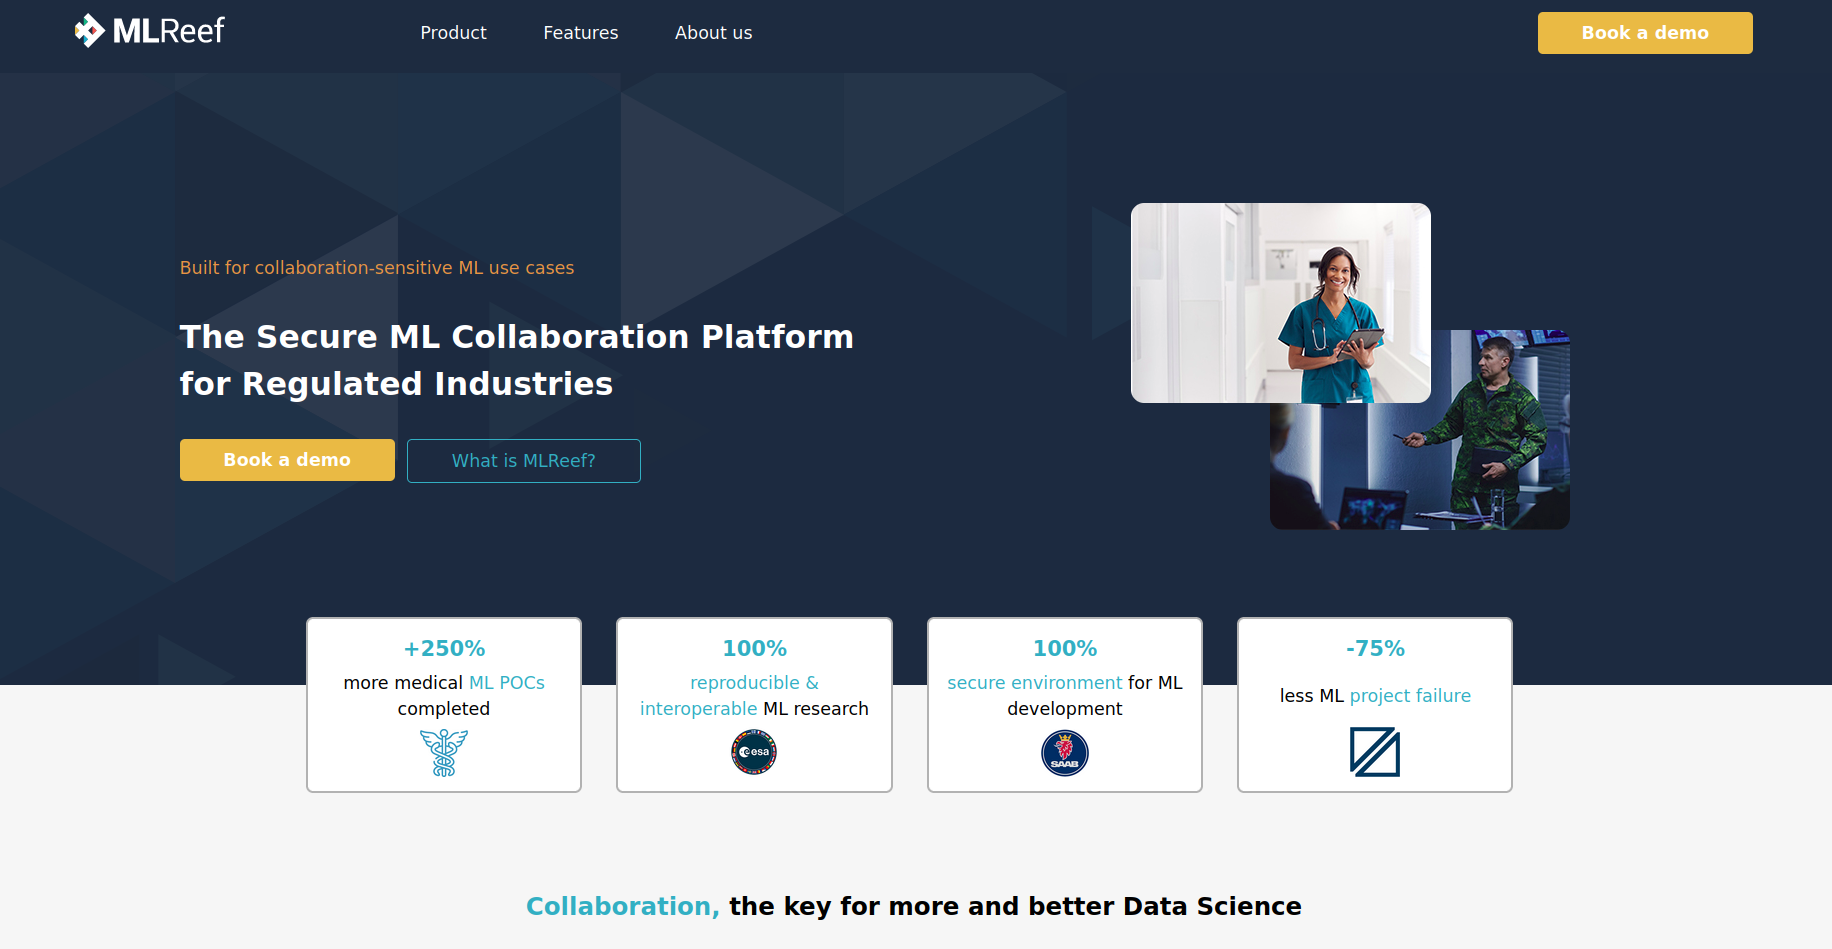 MLReef
Product
Features
About us
Book a demo
Built for collaboration-sensitive ML use cases
The Secure ML Collaboration Platform
for Regulated Industries
Book a demo
What is MLReef?
+250%
more medical ML POCs
completed
100%
reproducible &
interoperable ML research
esa
100%
secure environment for ML
development
SAAB
-75%
less ML project failure
Collaboration, the key for more and better Data Science